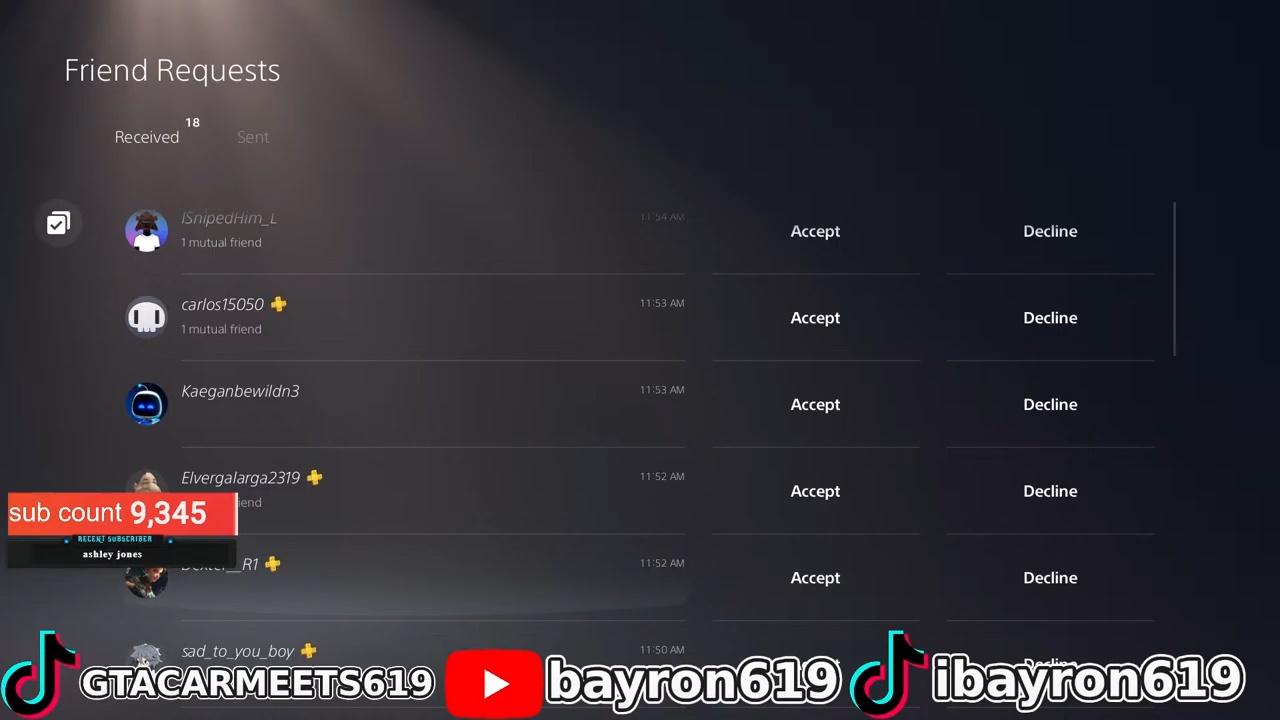 Friend Requests
Received 18 Sent
ISnipedHim_L 11:54 AM
1 mutual friend
Accept Decline
carlos15050 11:53 AM
1 mutual friend
Accept Decline
Kaeganbewildn3 11:53 AM
Accept Decline
Elvergalarga2319 11:52 AM
friend
Accept Decline
sub count 9,345
RECENT SUBSCRIBER
ashley jones
Dexter__R1 11:52 AM
Accept Decline
sad_to_you_boy 11:50 AM
GTACARMEETS619 bayron619 ibayron619